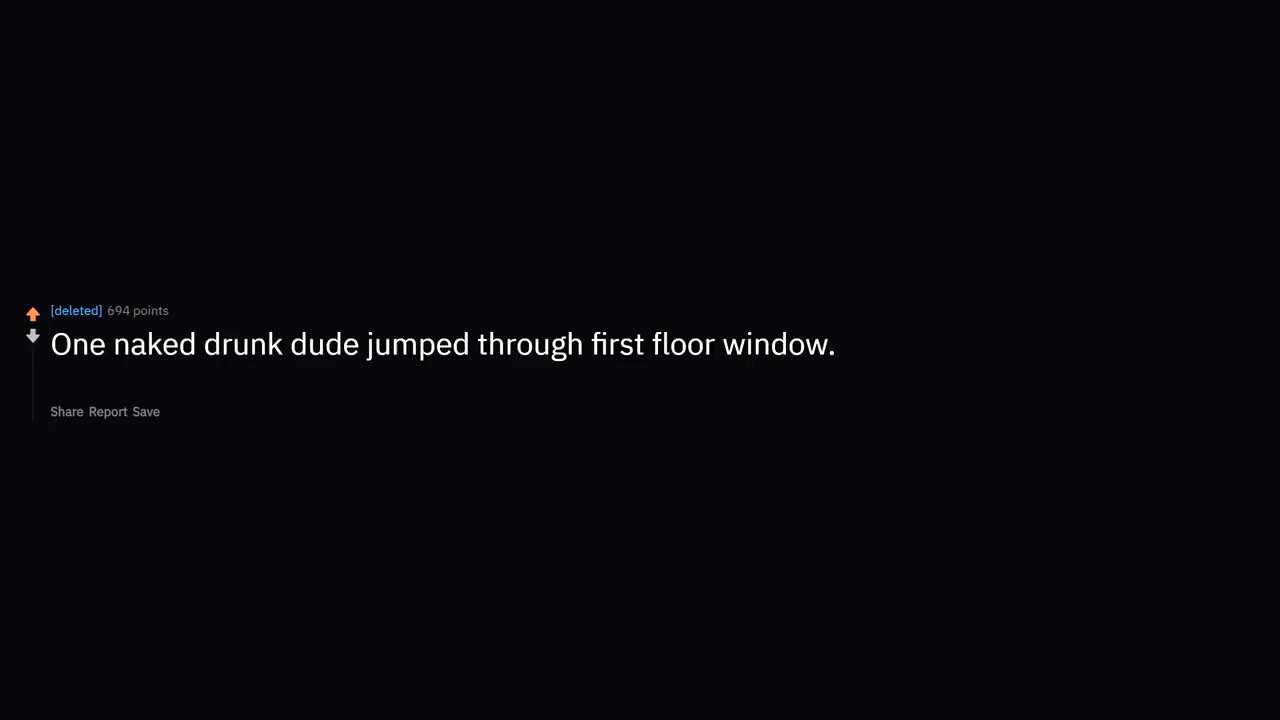 [deleted] 694 points
One naked drunk dude jumped through first floor window.
Share Report Save